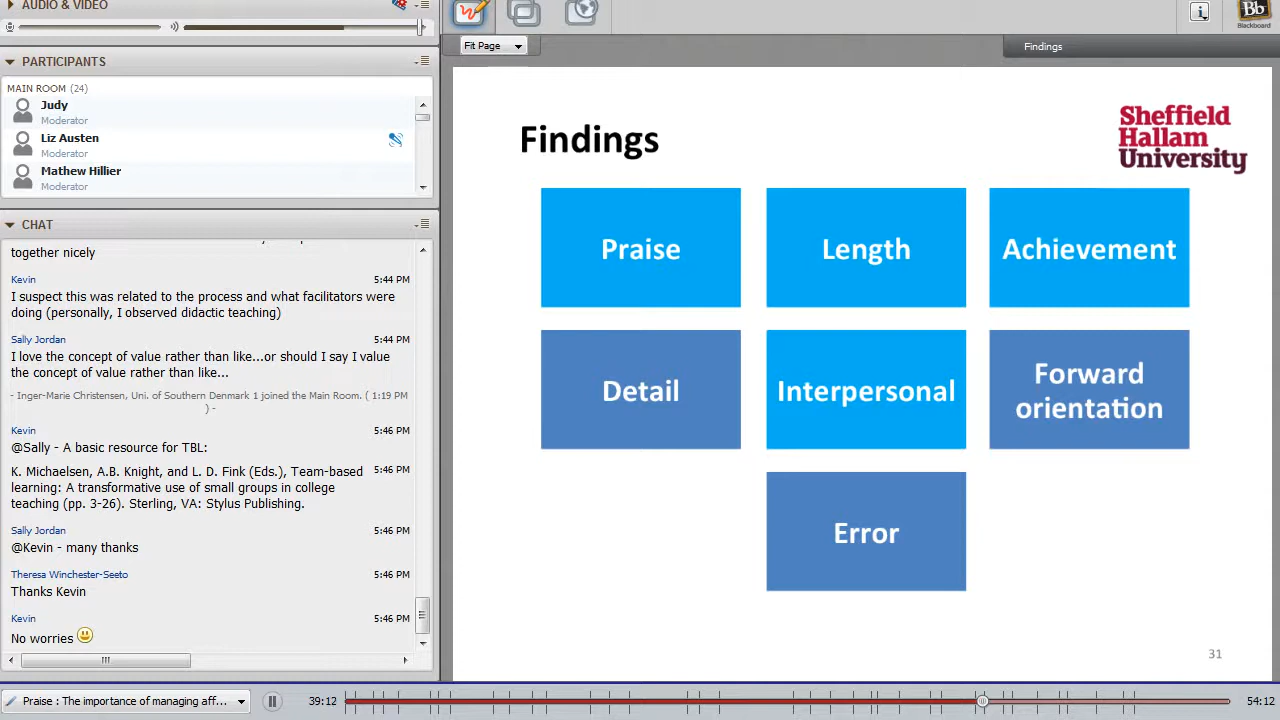 AUDIO & VIDEO
PARTICIPANTS
MAIN ROOM (24)
Judy
Moderator
Liz Austen
Moderator
Mathew Hillier
Moderator
CHAT
together nicely
Kevin 5:44 PM
I suspect this was related to the process and what facilitators were
doing (personally, I observed didactic teaching)
Sally Jordan 5:44 PM
I love the concept of value rather than like...or should I say I value
the concept of value rather than like...
- Inger-Marie Christensen, Uni. of Southern Denmark 1 joined the Main Room. ( 1:19 PM
) -
Kevin 5:46 PM
@Sally - A basic resource for TBL:
K. Michaelsen, A.B. Knight, and L. D. Fink (Eds.), Team-based 5:46 PM
learning: A transformative use of small groups in college
teaching (pp. 3-26). Sterling, VA: Stylus Publishing.
Sally Jordan 5:46 PM
@Kevin - many thanks
Theresa Winchester-Seeto 5:46 PM
Thanks Kevin
Kevin 5:46 PM
No worries
Fit Page
Findings
i
Bb
Blackboard
Findings
Sheffield
Hallam
University
Praise
Length
Achievement
Detail
Interpersonal
Forward
orientation
Error
31
Praise : The importance of managing aff...
39:12
54:12